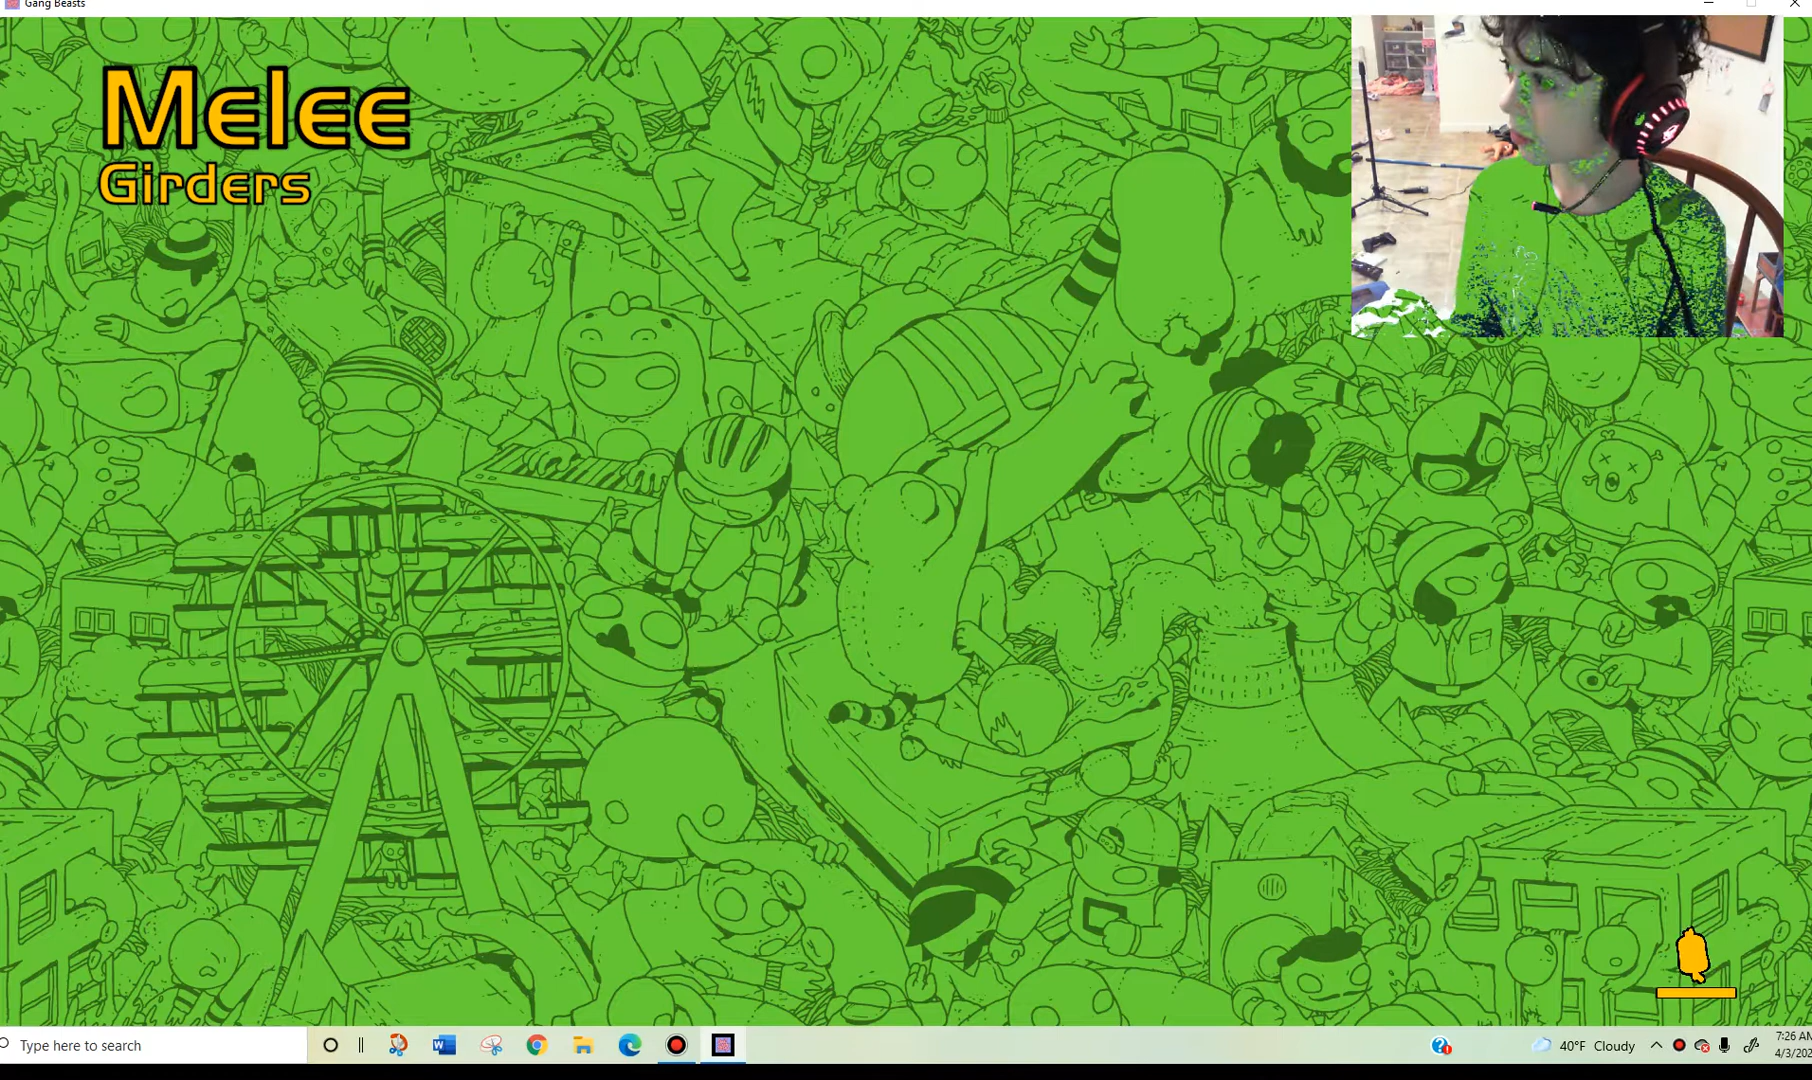 Gang Beasts
Melee
Girders
Type here to search
40°F Cloudy
7:26 AM
4/3/202